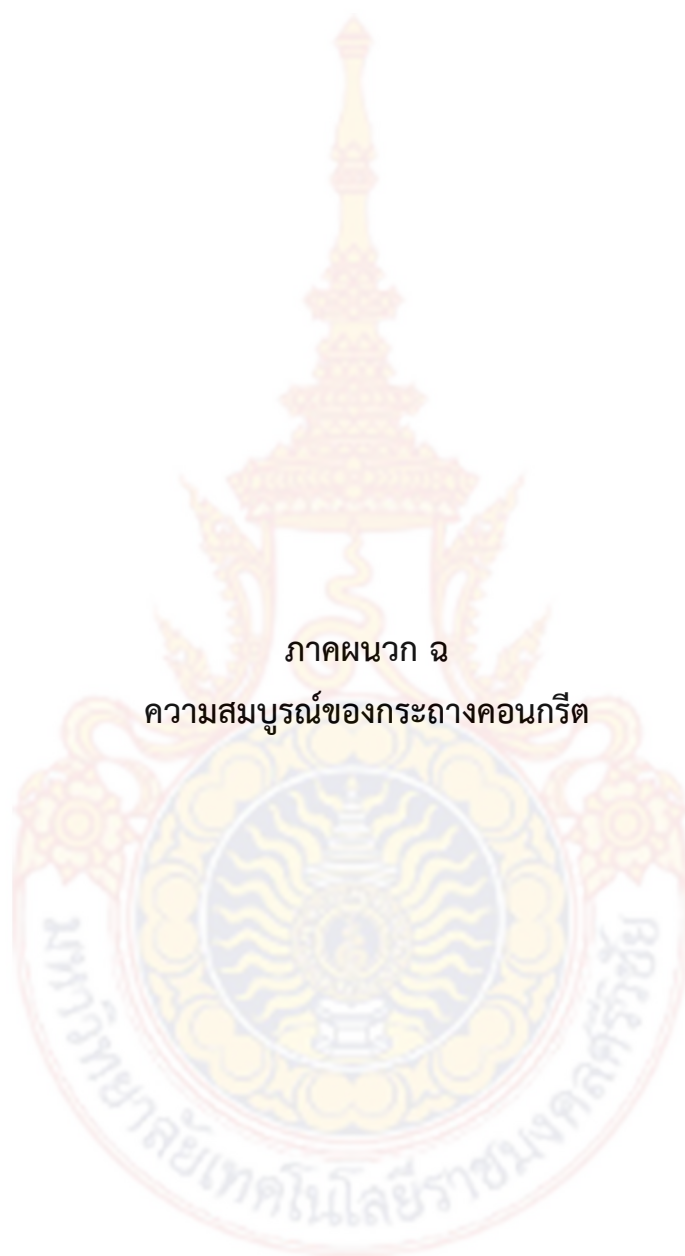 ภาคผนวก ฉ
ความสมบูรณ์ของกระถางคอนกรีต
มหาวิทยาลัยเทคโนโลยีราชมงคลศรีวิชัย